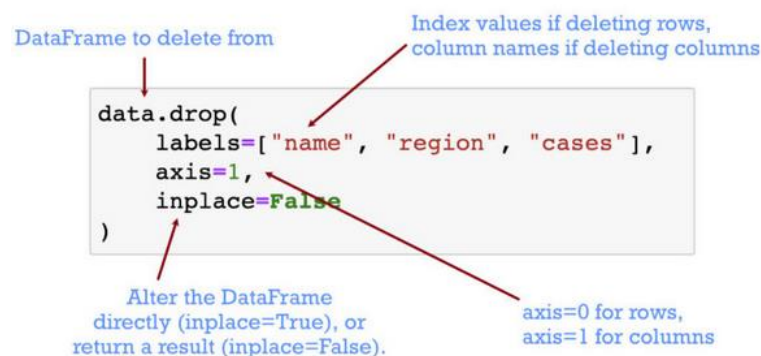 DataFrame to delete from
Index values if deleting rows,
column names if deleting columns
data.drop(
labels=["name", "region", "cases"],
axis=1,
inplace=False
)
Alter the DataFrame
directly (inplace=True), or
return a result (inplace=False).
axis=0 for rows,
axis=1 for columns